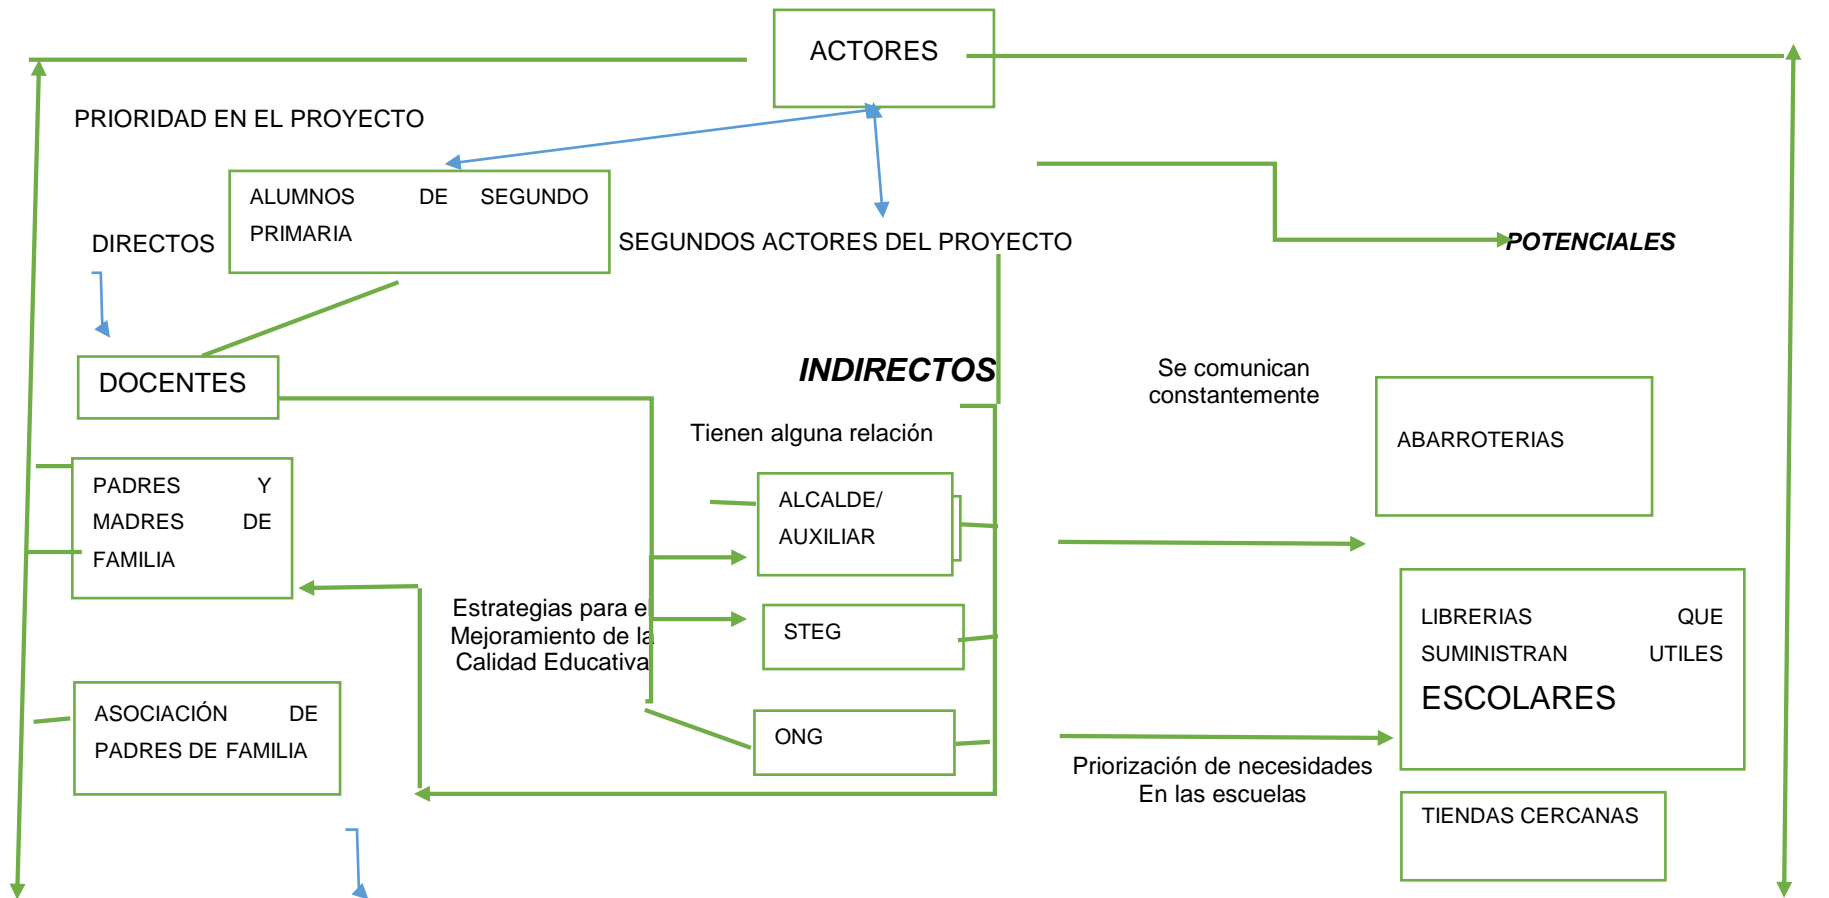 ACTORES
PRIORIDAD EN EL PROYECTO
ALUMNOS DE SEGUNDO
PRIMARIA
DIRECTOS
SEGUNDOS ACTORES DEL PROYECTO
POTENCIALES
DOCENTES
INDIRECTOS
Se comunican
constantemente
Tienen alguna relación
ABARROTERIAS
PADRES Y
MADRES DE
FAMILIA
ALCALDE/
AUXILIAR
Estrategias para el
Mejoramiento de la
Calidad Educativa
STEG
LIBRERIAS QUE
SUMINISTRAN UTILES
ESCOLARES
ASOCIACIÓN DE
PADRES DE FAMILIA
ONG
Priorización de necesidades
En las escuelas
TIENDAS CERCANAS